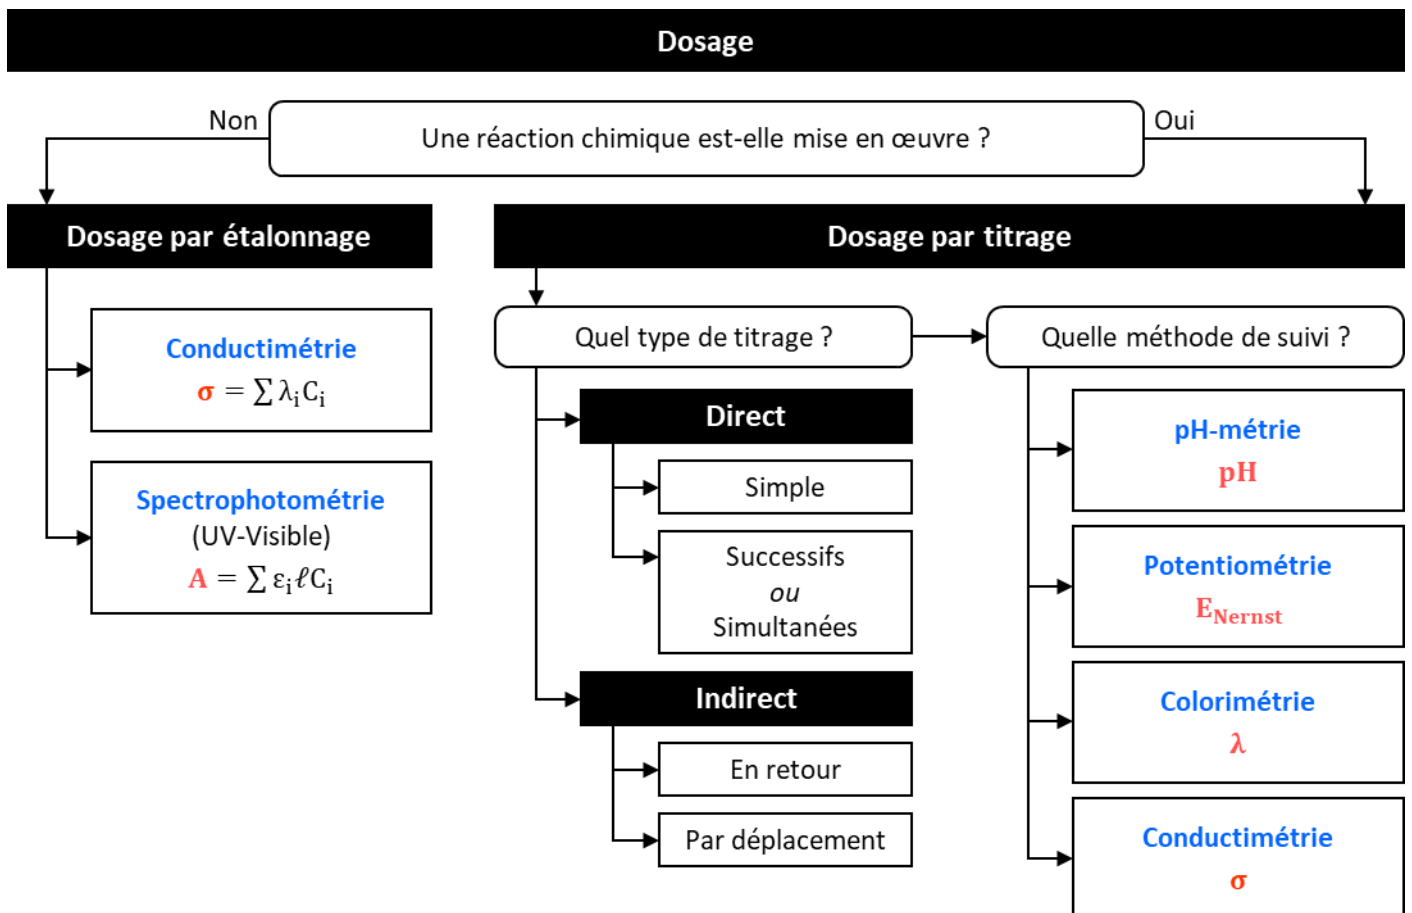 Dosage
Non
Une réaction chimique est-elle mise en œuvre ?
Oui
Dosage par étalonnage
Dosage par titrage
Conductimétrie
σ = ∑ λᵢCᵢ
Spectrophotométrie
(UV-Visible)
A = ∑ εᵢℓCᵢ
Quel type de titrage ?
Quelle méthode de suivi ?
Direct
Simple
Successifs
ou
Simultanées
Indirect
En retour
Par déplacement
pH-métrie
pH
Potentiométrie
E_Nernst
Colorimétrie
λ
Conductimétrie
σ